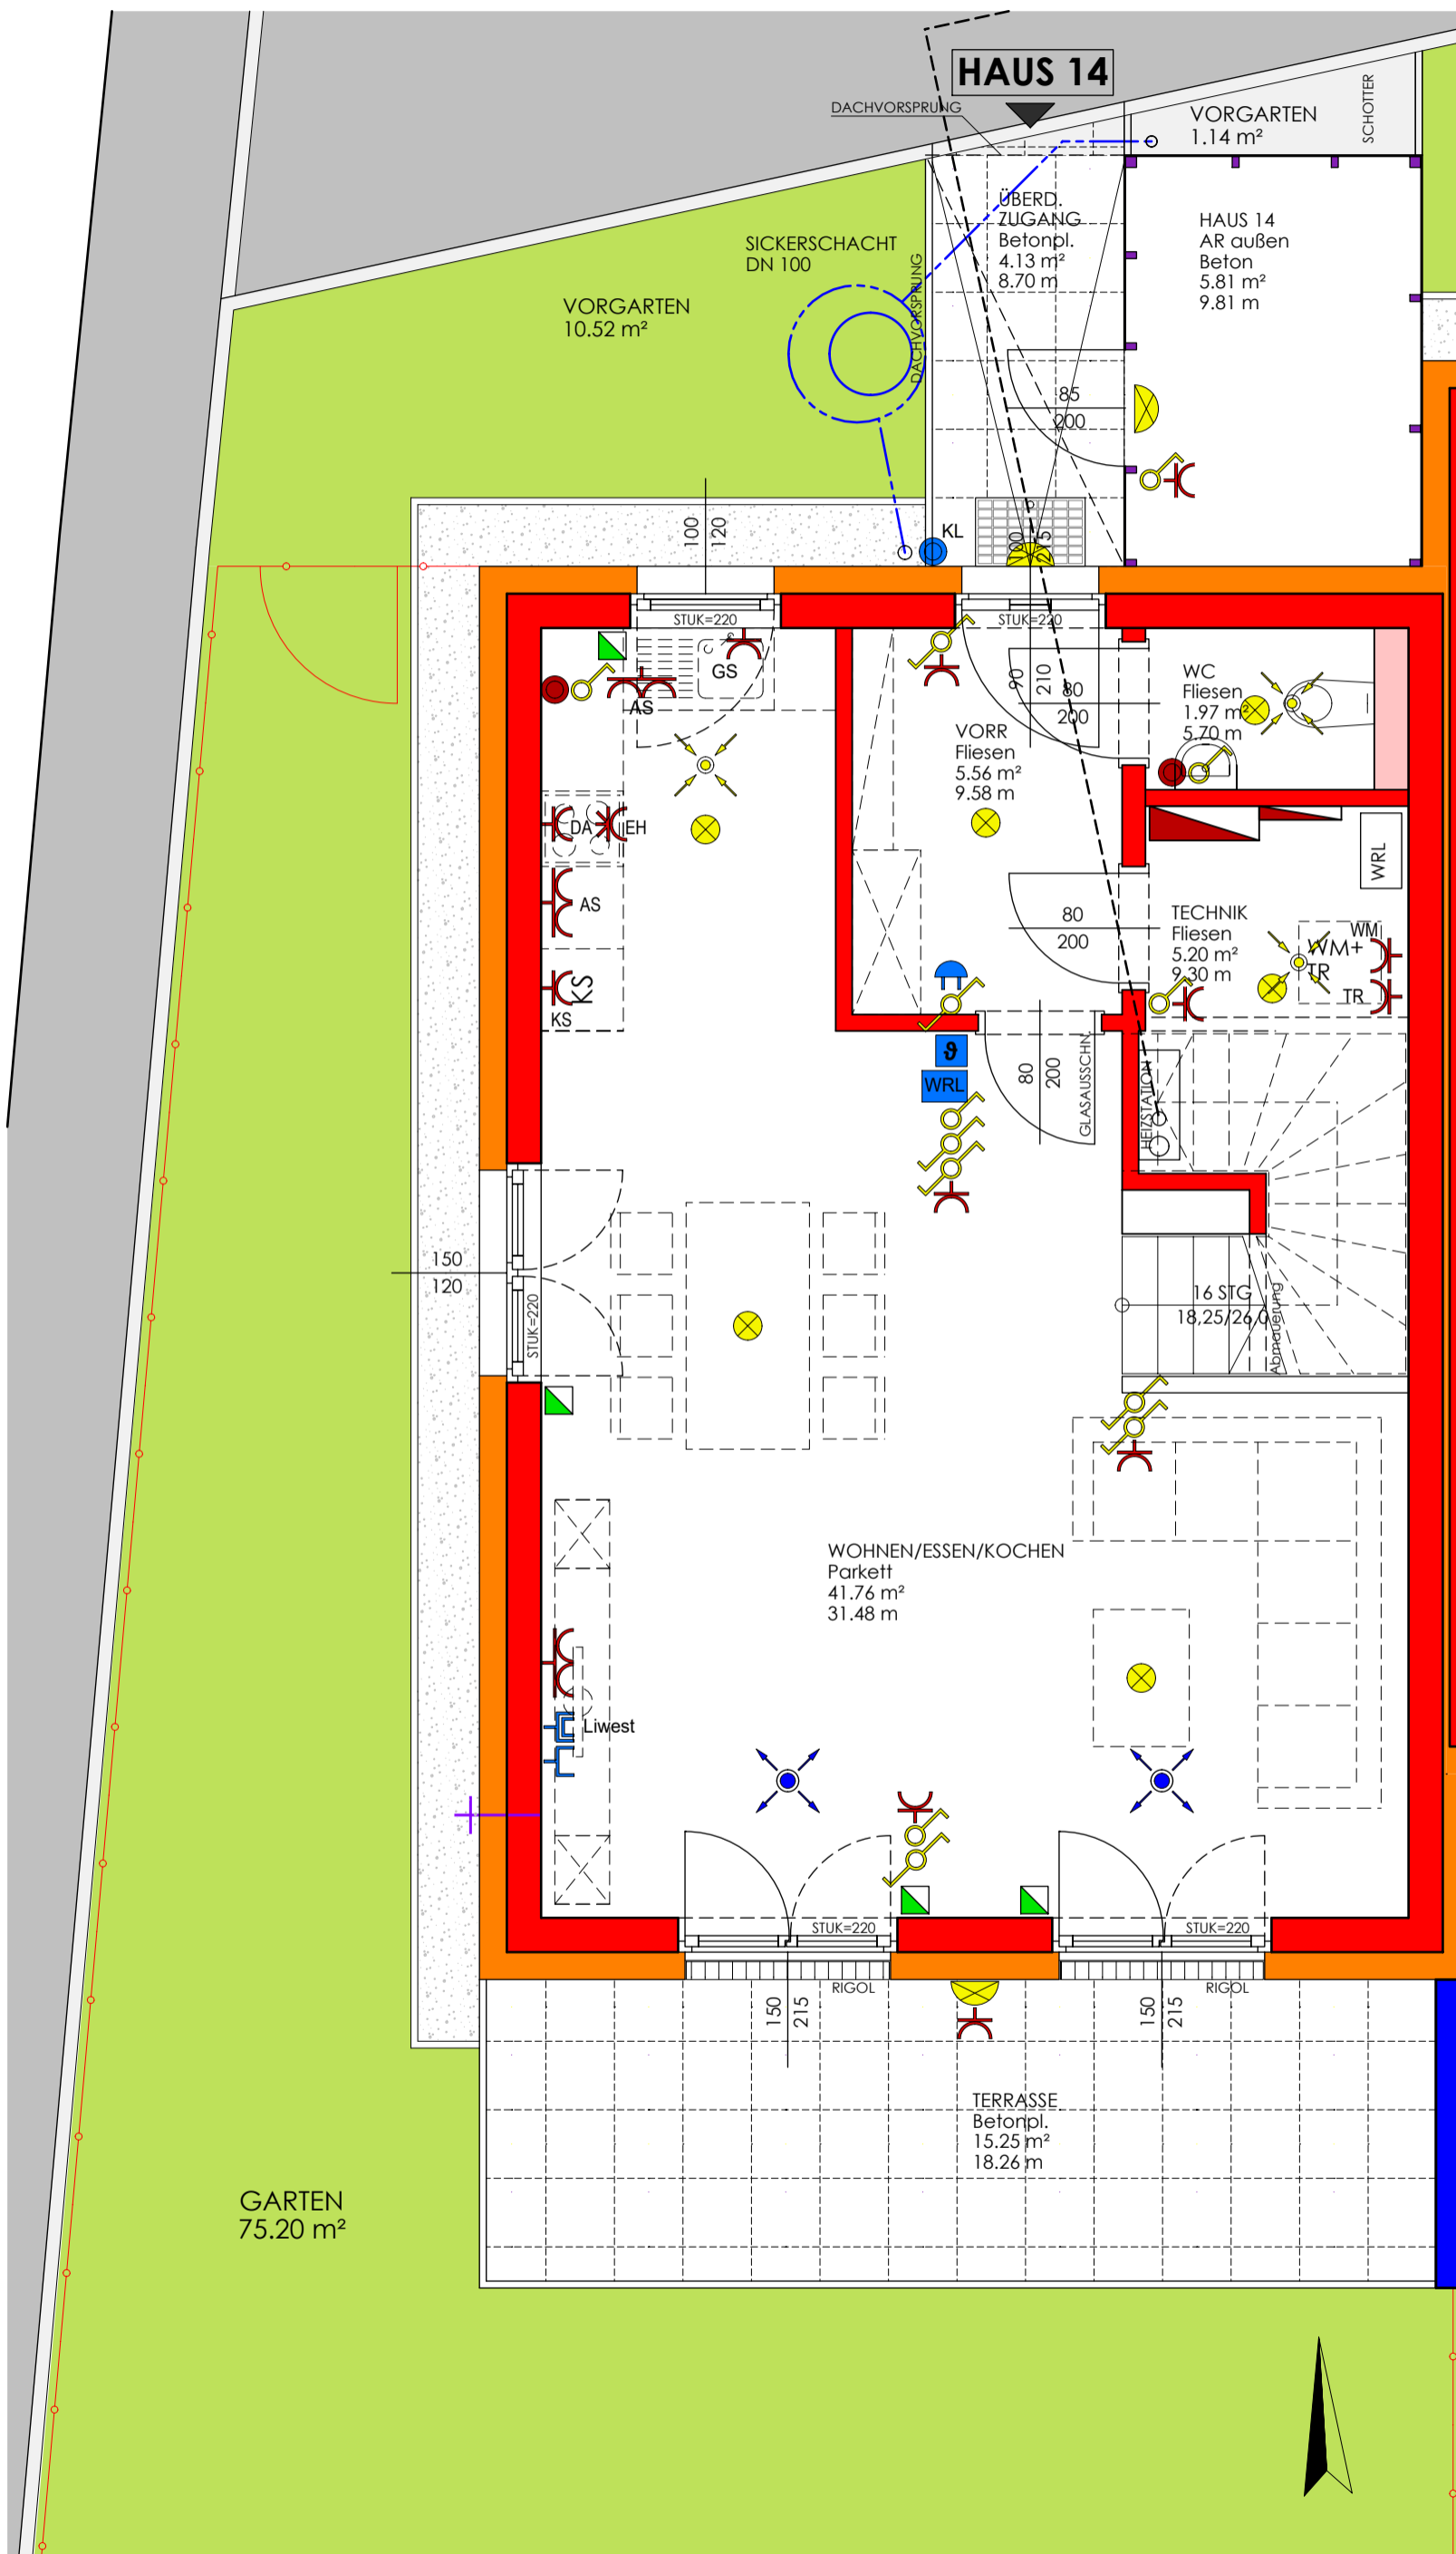 HAUS 14
DACHVORSPRUNG
VORGARTEN
1.14 m²
SCHOTTER
ÜBERD.
ZUGANG
Betonpl.
4.13 m²
8.70 m
HAUS 14
AR außen
Beton
5.81 m²
9.81 m
SICKERSCHACHT
DN 100
DACHVORSPRUNG
VORGARTEN
10.52 m²
85
200
100
120
KL
100
215
STUK=220
STUK=220
GS
AS
90
210
80
200
WC
Fliesen
1.97 m²
5.70 m
VORR
Fliesen
5.56 m²
9.58 m
DA
EH
WRL
AS
80
200
TECHNIK
Fliesen
5.20 m²
9.30 m
WM
WM+
TR
TR
KS
KS
ϑ
WRL
80
200
GLASAUSSCHN.
HEIZSTATION
150
120
STUK=220
16 STG
18,25/26,0
Abmauerung
WOHNEN/ESSEN/KOCHEN
Parkett
41.76 m²
31.48 m
Liwest
STUK=220
STUK=220
RIGOL
RIGOL
150
215
150
215
TERRASSE
Betonpl.
15.25 m²
18.26 m
GARTEN
75.20 m²